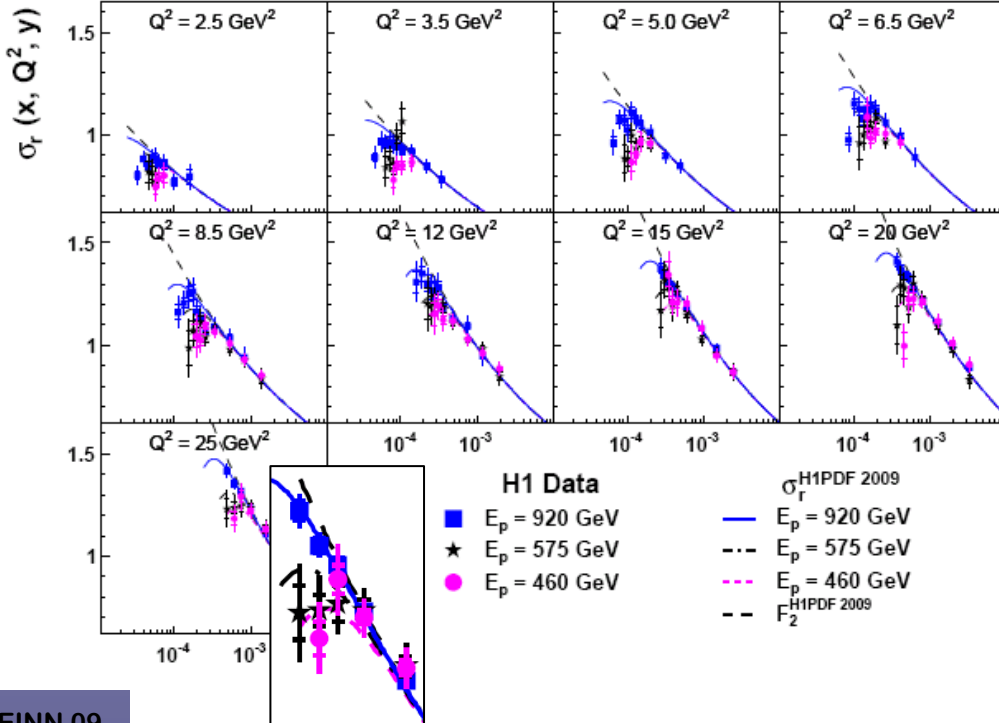 σr (x, Q², y)
Q² = 2.5 GeV²
Q² = 3.5 GeV²
Q² = 5.0 GeV²
Q² = 6.5 GeV²
1.5
1
Q² = 8.5 GeV²
Q² = 12 GeV²
Q² = 15 GeV²
Q² = 20 GeV²
1.5
1
10⁻⁴ 10⁻³
10⁻⁴ 10⁻³
10⁻⁴ 10⁻³
Q² = 25 GeV²
1.5
1
10⁻⁴ 10⁻³
H1 Data
Ep = 920 GeV
Ep = 575 GeV
Ep = 460 GeV
σr H1PDF 2009
Ep = 920 GeV
Ep = 575 GeV
Ep = 460 GeV
F2 H1PDF 2009